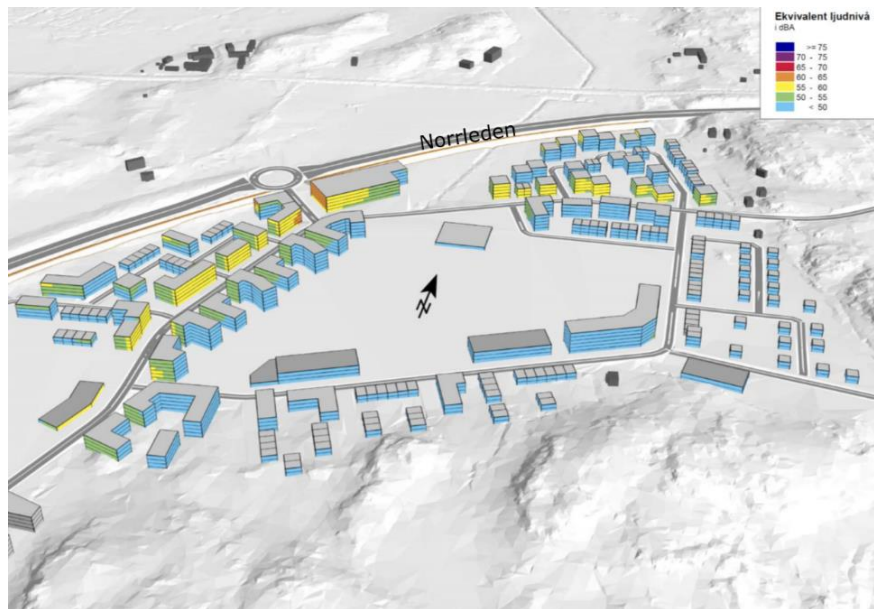 Ekvivalent ljudnivå
i dBA
>= 75
70 - 75
65 - 70
60 - 65
55 - 60
50 - 55
< 50
Norrleden
N